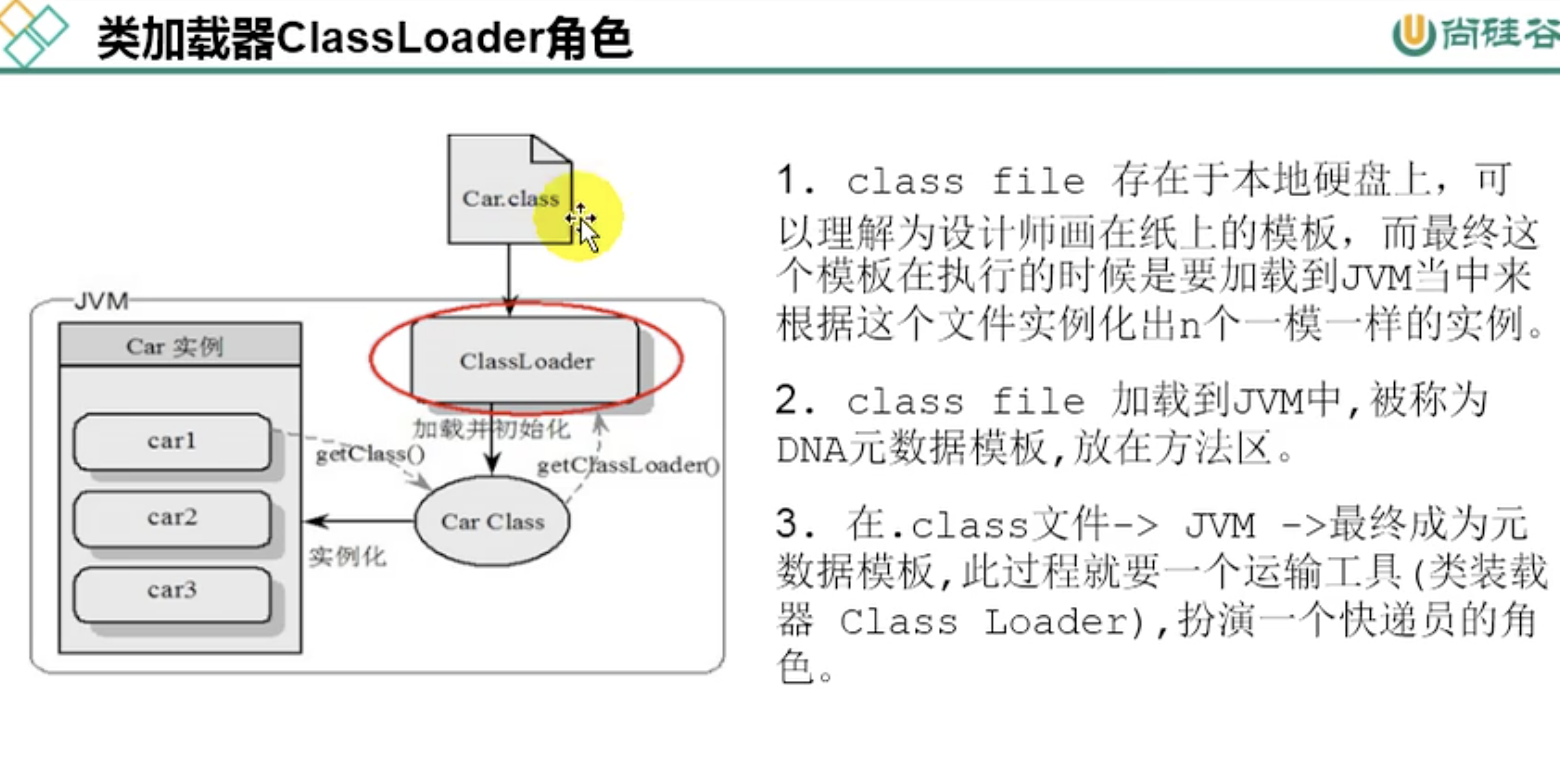 类加载器ClassLoader角色
尚硅谷
Car.class
JVM
Car 实例
ClassLoader
加载并初始化
car1
getClass()
getClassLoader()
car2
Car Class
实例化
car3
1. class file 存在于本地硬盘上，可
以理解为设计师画在纸上的模板，而最终这
个模板在执行的时候是要加载到JVM当中来
根据这个文件实例化出n个一模一样的实例。
2. class file 加载到JVM中,被称为
DNA元数据模板,放在方法区。
3. 在.class文件-> JVM ->最终成为元
数据模板,此过程就要一个运输工具(类装载
器 Class Loader),扮演一个快递员的角
色。